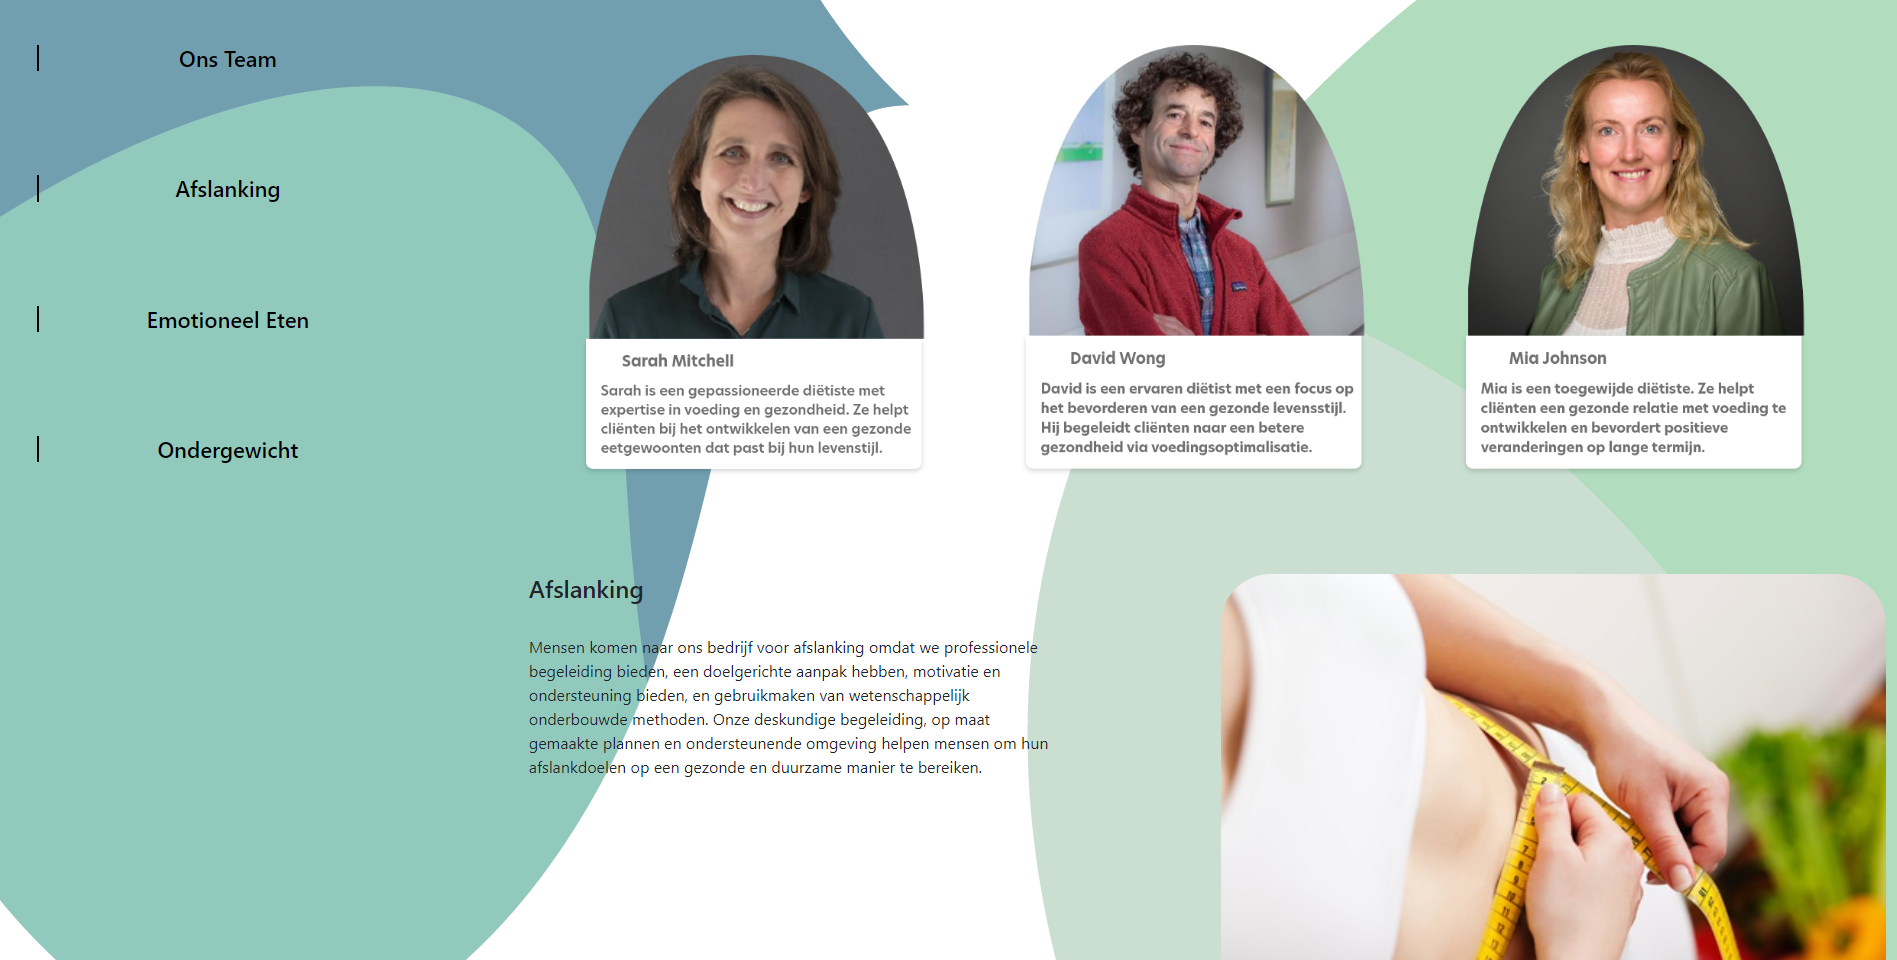 Ons Team
Afslanking
Emotioneel Eten
Ondergewicht
Sarah Mitchell
Sarah is een gepassioneerde diëtiste met
expertise in voeding en gezondheid. Ze helpt
cliënten bij het ontwikkelen van een gezonde
eetgewoonten dat past bij hun levenstijl.
David Wong
David is een ervaren diëtist met een focus op
het bevorderen van een gezonde levensstijl.
Hij begeleidt cliënten naar een betere
gezondheid via voedingsoptimalisatie.
Mia Johnson
Mia is een toegewijde diëtiste. Ze helpt
cliënten een gezonde relatie met voeding te
ontwikkelen en bevordert positieve
veranderingen op lange termijn.
Afslanking
Mensen komen naar ons bedrijf voor afslanking omdat we professionele
begeleiding bieden, een doelgerichte aanpak hebben, motivatie en
ondersteuning bieden, en gebruikmaken van wetenschappelijk
onderbouwde methoden. Onze deskundige begeleiding, op maat
gemaakte plannen en ondersteunende omgeving helpen mensen om hun
afslankdoelen op een gezonde en duurzame manier te bereiken.